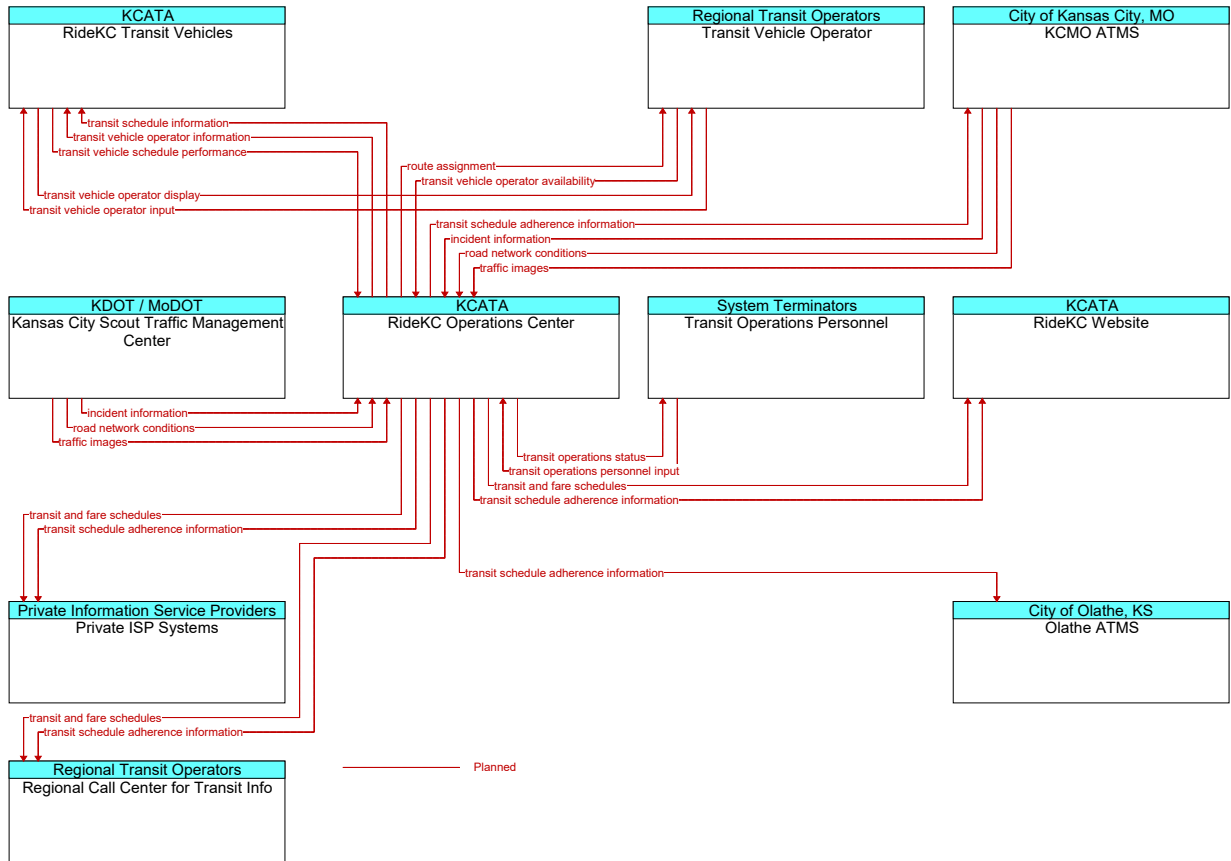 KCATA
RideKC Transit Vehicles
Regional Transit Operators
Transit Vehicle Operator
City of Kansas City, MO
KCMO ATMS
transit schedule information
transit vehicle operator information
transit vehicle schedule performance
route assignment
transit vehicle operator availability
transit vehicle operator display
transit vehicle operator input
transit schedule adherence information
incident information
road network conditions
traffic images
KDOT / MoDOT
Kansas City Scout Traffic Management
Center
KCATA
RideKC Operations Center
System Terminators
Transit Operations Personnel
KCATA
RideKC Website
incident information
road network conditions
traffic images
transit operations status
transit operations personnel input
transit and fare schedules
transit schedule adherence information
transit and fare schedules
transit schedule adherence information
transit schedule adherence information
Private Information Service Providers
Private ISP Systems
City of Olathe, KS
Olathe ATMS
transit and fare schedules
transit schedule adherence information
Regional Transit Operators
Regional Call Center for Transit Info
Planned